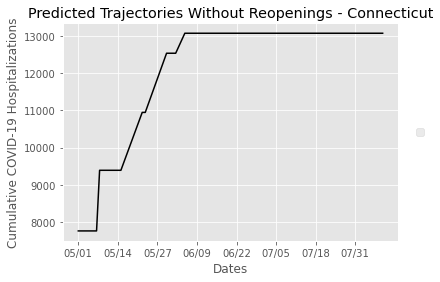 Predicted Trajectories Without Reopenings - Connecticut
Cumulative COVID-19 Hospitalizations
13000
12000
11000
10000
9000
8000
05/01 05/14 05/27 06/09 06/22 07/05 07/18 07/31
Dates